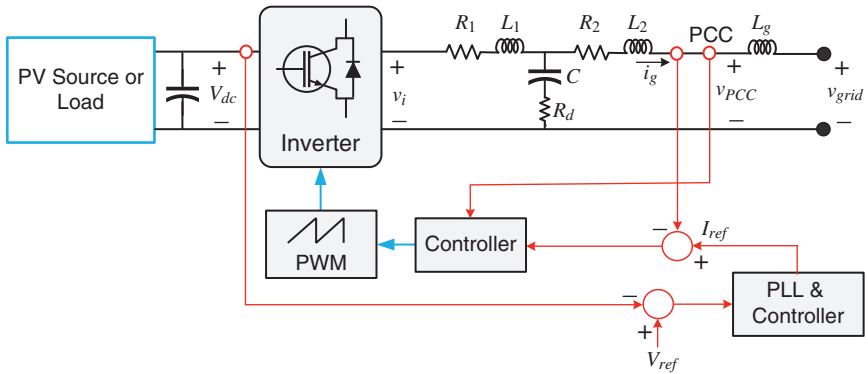 R1 L1 R2 L2 PCC Lg
PV Source or
Load
+ Vdc −
Inverter
+ vi −
C
Rd
ig
+ vPCC −
+ vgrid −
PWM
Controller
−
+
Iref
PLL &
Controller
−
+
Vref